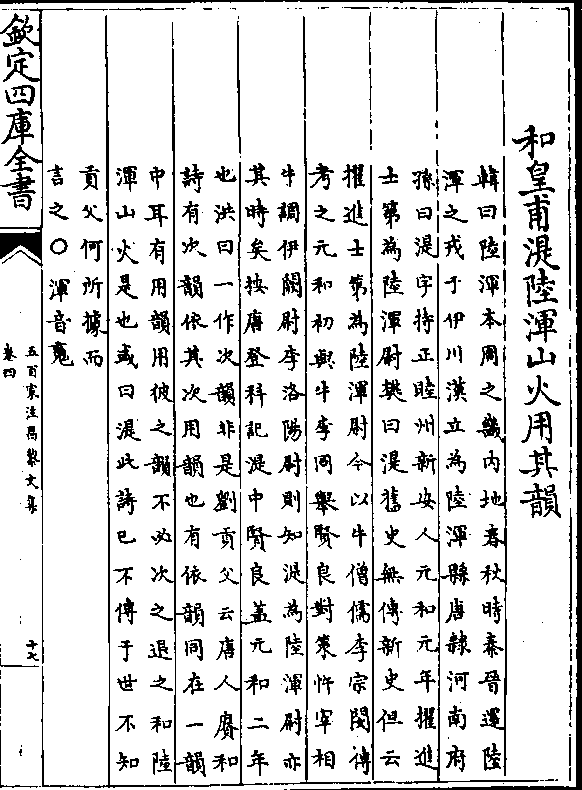 和皇甫湜陸渾山火用其韻
韓曰陸渾本周之畿內地春秋時秦晉遷陸
渾之戎于伊川漢立為陸渾縣唐隸河南府
孫曰湜字持正睦州新安人元和元年擢進
士第為陸渾尉樊曰湜舊史無傳新史但云
擢進士第為陸渾尉今以牛僧儒李宗閔傳
考之元和初與牛李同舉賢良對策忤宰相
牛調伊闕尉李洛陽尉則知湜為陸渾尉亦
其時矣按唐登科記湜中賢良蓋元和二年
也洪曰一作次韻非是劉貢父云唐人賡和
詩有次韻依其次用韻也有依韻同在一韻
中耳有用韻用彼之韻不必次之退之和陸
渾山火是也或曰湜此詩已不傳于世不知
貢父何所據而
言之○渾音䰟
欽定四庫全書
五百家注昌黎文集
卷四
十七